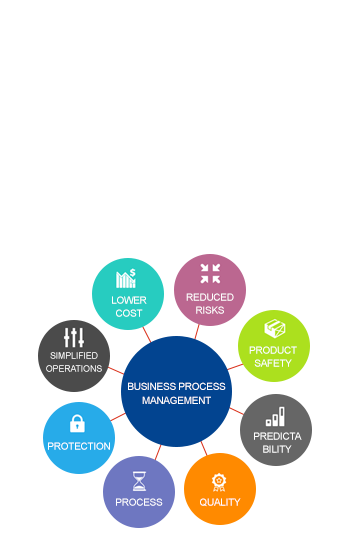 LOWER
COST
REDUCED
RISKS
PRODUCT
SAFETY
SIMPLIFIED
OPERATIONS
BUSINESS PROCESS
MANAGEMENT
PREDICTA
BILITY
PROTECTION
PROCESS
QUALITY